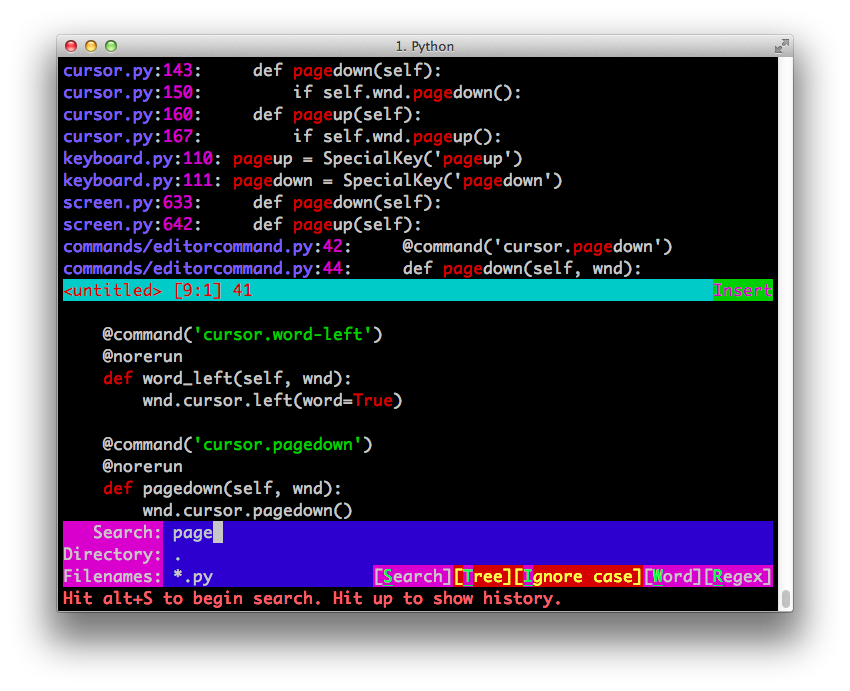 1. Python
cursor.py:143:     def pagedown(self):
cursor.py:150:         if self.wnd.pagedown():
cursor.py:160:     def pageup(self):
cursor.py:167:         if self.wnd.pageup():
keyboard.py:110: pageup = SpecialKey('pageup')
keyboard.py:111: pagedown = SpecialKey('pagedown')
screen.py:633:     def pagedown(self):
screen.py:642:     def pageup(self):
commands/editorcommand.py:42:     @command('cursor.pagedown')
commands/editorcommand.py:44:     def pagedown(self, wnd):
<untitled> [9:1] 41 Insert
    @command('cursor.word-left')
    @norerun
    def word_left(self, wnd):
        wnd.cursor.left(word=True)
    @command('cursor.pagedown')
    @norerun
    def pagedown(self, wnd):
        wnd.cursor.pagedown()
   Search: page
Directory: .
Filenames: *.py [Search][Tree][Ignore case][Word][Regex]
Hit alt+S to begin search. Hit up to show history.